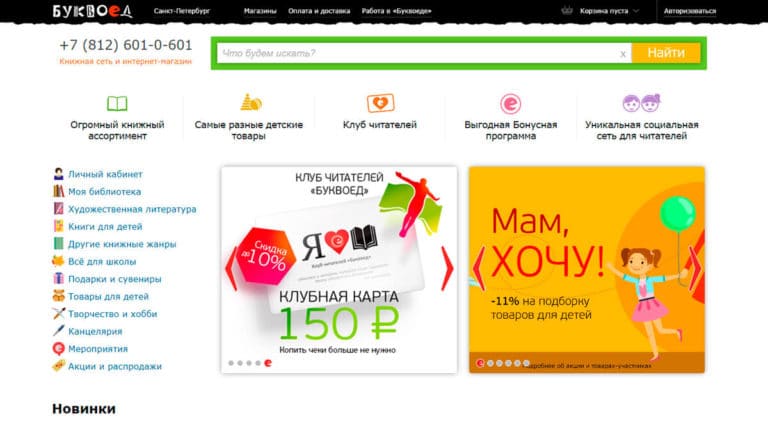 БУКВОЕД
Санкт-Петербург
Магазины
Оплата и доставка
Работа в «Буквоеде»
Корзина пуста
Авторизоваться
+7 (812) 601-0-601
Книжная сеть и интернет-магазин
Что будем искать?
x
Найти
Огромный книжный
ассортимент
Самые разные детские
товары
Клуб читателей
Выгодная Бонусная
программа
Уникальная социальная
сеть для читателей
Личный кабинет
Моя библиотека
Художественная литература
Книги для детей
Другие книжные жанры
Всё для школы
Подарки и сувениры
Товары для детей
Творчество и хобби
Канцелярия
Мероприятия
Акции и распродажи
КЛУБ ЧИТАТЕЛЕЙ
«БУКВОЕД»
Скидка
до 10%
Я
Клуб читателей «Буквоед»
КЛУБНАЯ КАРТА
150 ₽
Копить чеки больше не нужно
Мам,
ХОЧУ!
-11% на подборку
товаров для детей
Подробнее об акции и товарах-участниках
Новинки